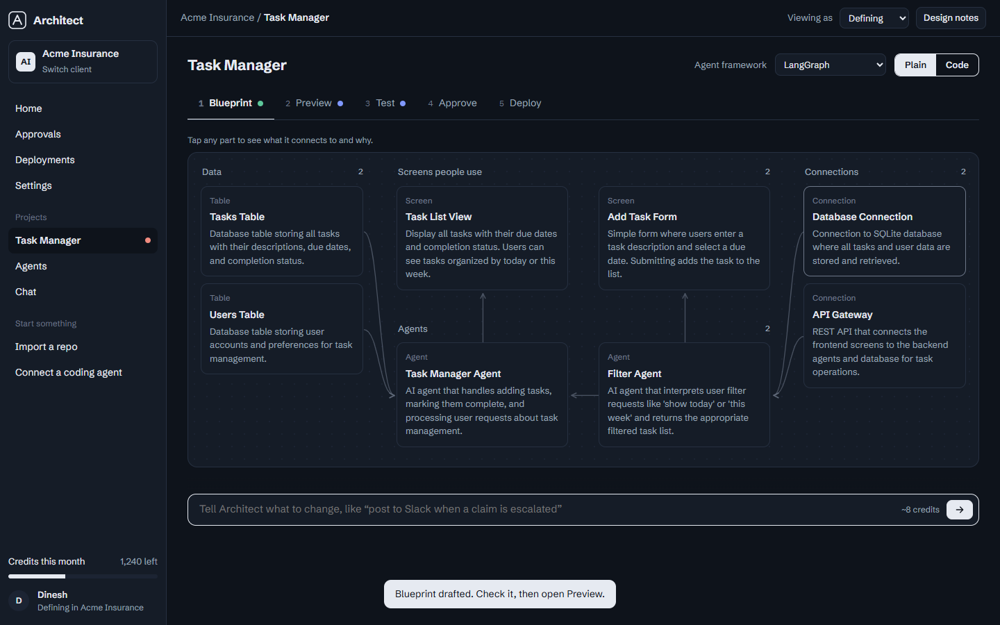 Architect
AI
Acme Insurance
Switch client
Home
Approvals
Deployments
Settings
Projects
Task Manager
Agents
Chat
Start something
Import a repo
Connect a coding agent
Credits this month
1,240 left
D
Dinesh
Defining in Acme Insurance
Acme Insurance / Task Manager
Viewing as
Defining
Design notes
Task Manager
Agent framework
LangGraph
Plain
Code
1 Blueprint
2 Preview
3 Test
4 Approve
5 Deploy
Tap any part to see what it connects to and why.
Data
2
Table
Tasks Table
Database table storing all tasks
with their descriptions, due dates,
and completion status.
Table
Users Table
Database table storing user
accounts and preferences for task
management.
Screens people use
2
Screen
Task List View
Display all tasks with their due dates
and completion status. Users can
see tasks organized by today or this
week.
Screen
Add Task Form
Simple form where users enter a
task description and select a due
date. Submitting adds the task to the
list.
Agents
2
Agent
Task Manager Agent
AI agent that handles adding tasks,
marking them complete, and
processing user requests about task
management.
Agent
Filter Agent
AI agent that interprets user filter
requests like 'show today' or 'this
week' and returns the appropriate
filtered task list.
Connections
2
Connection
Database Connection
Connection to SQLite database
where all tasks and user data are
stored and retrieved.
Connection
API Gateway
REST API that connects the
frontend screens to the backend
agents and database for task
operations.
Tell Architect what to change, like “post to Slack when a claim is escalated”
~8 credits
Blueprint drafted. Check it, then open Preview.